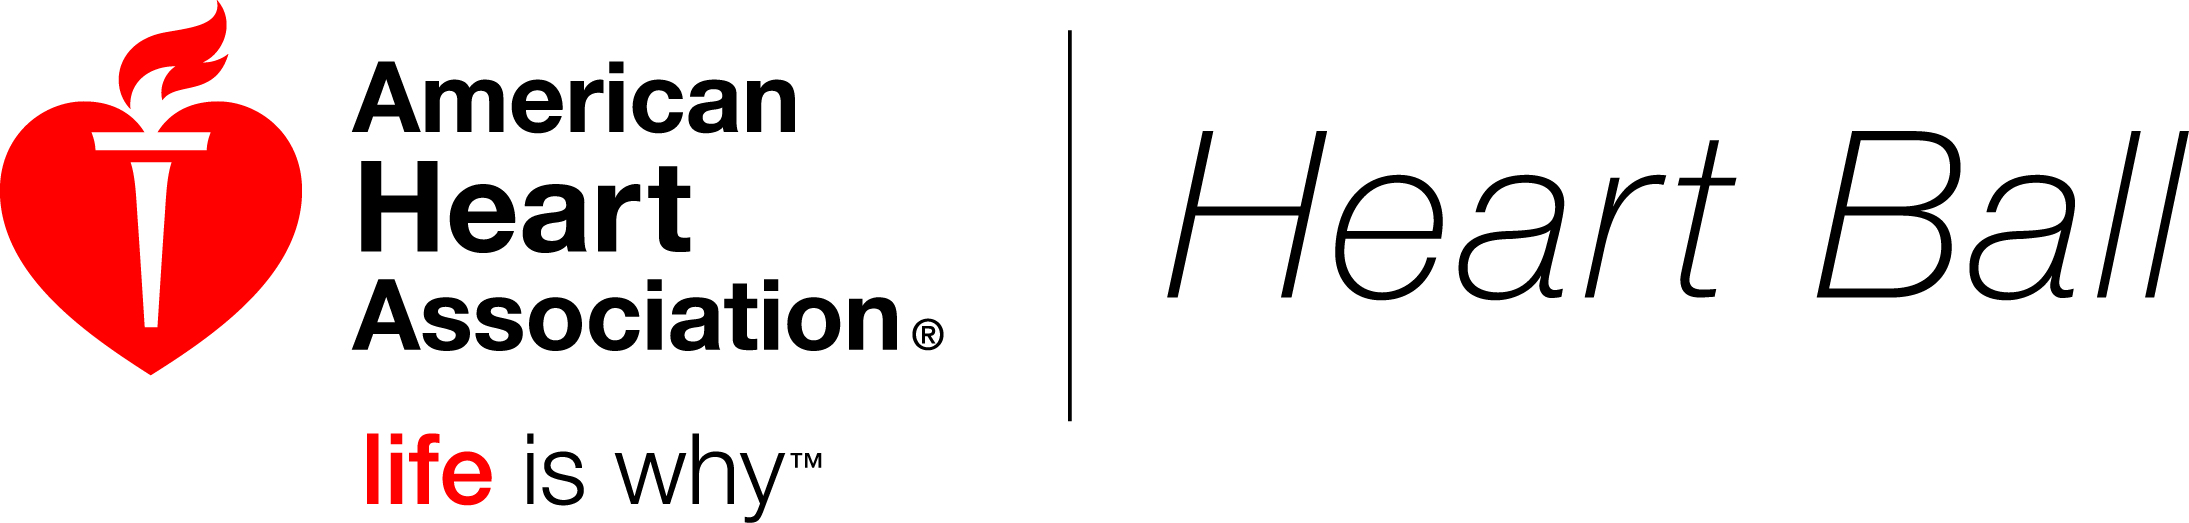 American
Heart
Association®
life is why™
Heart Ball